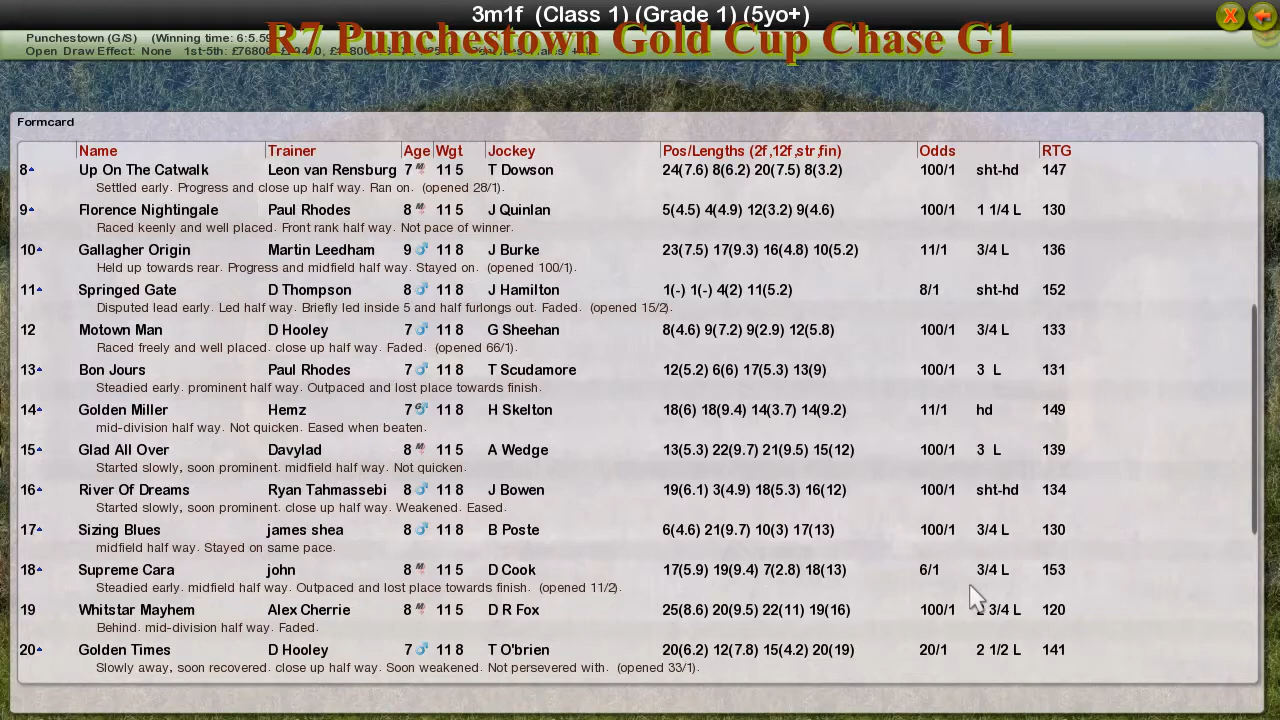 3m1f (Class 1) (Grade 1) (5yo+)
R7 Punchestown Gold Cup Chase G1
Punchestown (G/S) (Winning time: 6:5.59
Open Draw Effect: None 1st-5th: £76800
Formcard
Name Trainer Age Wgt Jockey Pos/Lengths (2f,12f,str,fin) Odds RTG
8 Up On The Catwalk Leon van Rensburg 7 11 5 T Dowson 24(7.6) 8(6.2) 20(7.5) 8(3.2) 100/1 sht-hd 147
Settled early. Progress and close up half way. Ran on. (opened 28/1).
9 Florence Nightingale Paul Rhodes 8 11 5 J Quinlan 5(4.5) 4(4.9) 12(3.2) 9(4.6) 100/1 1 1/4 L 130
Raced keenly and well placed. Front rank half way. Not pace of winner.
10 Gallagher Origin Martin Leedham 9 11 8 J Burke 23(7.5) 17(9.3) 16(4.8) 10(5.2) 11/1 3/4 L 136
Held up towards rear. Progress and midfield half way. Stayed on. (opened 100/1).
11 Springed Gate D Thompson 8 11 8 J Hamilton 1(-) 1(-) 4(2) 11(5.2) 8/1 sht-hd 152
Disputed lead early. Led half way. Briefly led inside 5 and half furlongs out. Faded. (opened 15/2).
12 Motown Man D Hooley 7 11 8 G Sheehan 8(4.6) 9(7.2) 9(2.9) 12(5.8) 100/1 3/4 L 133
Raced freely and well placed. close up half way. Faded. (opened 66/1).
13 Bon Jours Paul Rhodes 7 11 8 T Scudamore 12(5.2) 6(6) 17(5.3) 13(9) 100/1 3 L 131
Steadied early. prominent half way. Outpaced and lost place towards finish.
14 Golden Miller Hemz 7 11 8 H Skelton 18(6) 18(9.4) 14(3.7) 14(9.2) 11/1 hd 149
mid-division half way. Not quicken. Eased when beaten.
15 Glad All Over Davylad 8 11 5 A Wedge 13(5.3) 22(9.7) 21(9.5) 15(12) 100/1 3 L 139
Started slowly, soon prominent. midfield half way. Not quicken.
16 River Of Dreams Ryan Tahmassebi 8 11 8 J Bowen 19(6.1) 3(4.9) 18(5.3) 16(12) 100/1 sht-hd 134
Started slowly, soon prominent. close up half way. Weakened. Eased.
17 Sizing Blues james shea 8 11 8 B Poste 6(4.6) 21(9.7) 10(3) 17(13) 100/1 3/4 L 130
midfield half way. Stayed on same pace.
18 Supreme Cara john 8 11 5 D Cook 17(5.9) 19(9.4) 7(2.8) 18(13) 6/1 3/4 L 153
Steadied early. midfield half way. Outpaced and lost place towards finish. (opened 11/2).
19 Whitstar Mayhem Alex Cherrie 8 11 5 D R Fox 25(8.6) 20(9.5) 22(11) 19(16) 100/1 3/4 L 120
Behind. mid-division half way. Faded.
20 Golden Times D Hooley 7 11 8 T O'brien 20(6.2) 12(7.8) 15(4.2) 20(19) 20/1 2 1/2 L 141
Slowly away, soon recovered. close up half way. Soon weakened. Not persevered with. (opened 33/1).